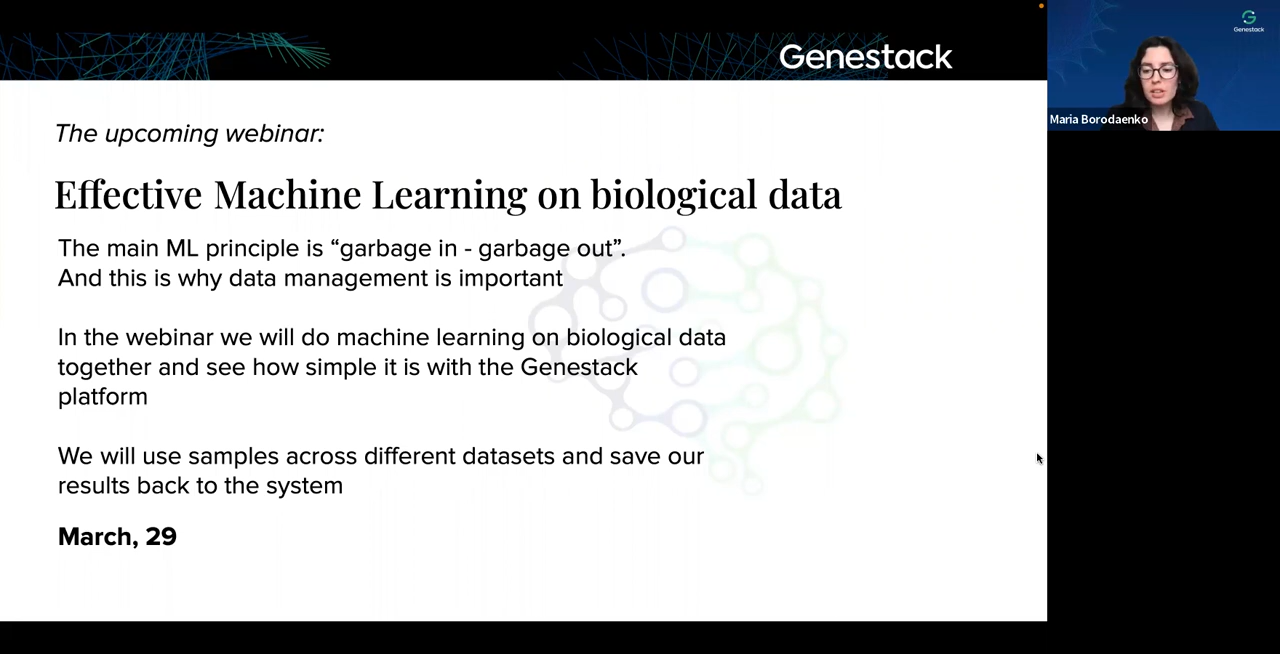 Genestack
Genestack
The upcoming webinar:
Maria Borodaenko
Effective Machine Learning on biological data
The main ML principle is “garbage in - garbage out”.
And this is why data management is important
In the webinar we will do machine learning on biological data
together and see how simple it is with the Genestack
platform
We will use samples across different datasets and save our
results back to the system
March, 29